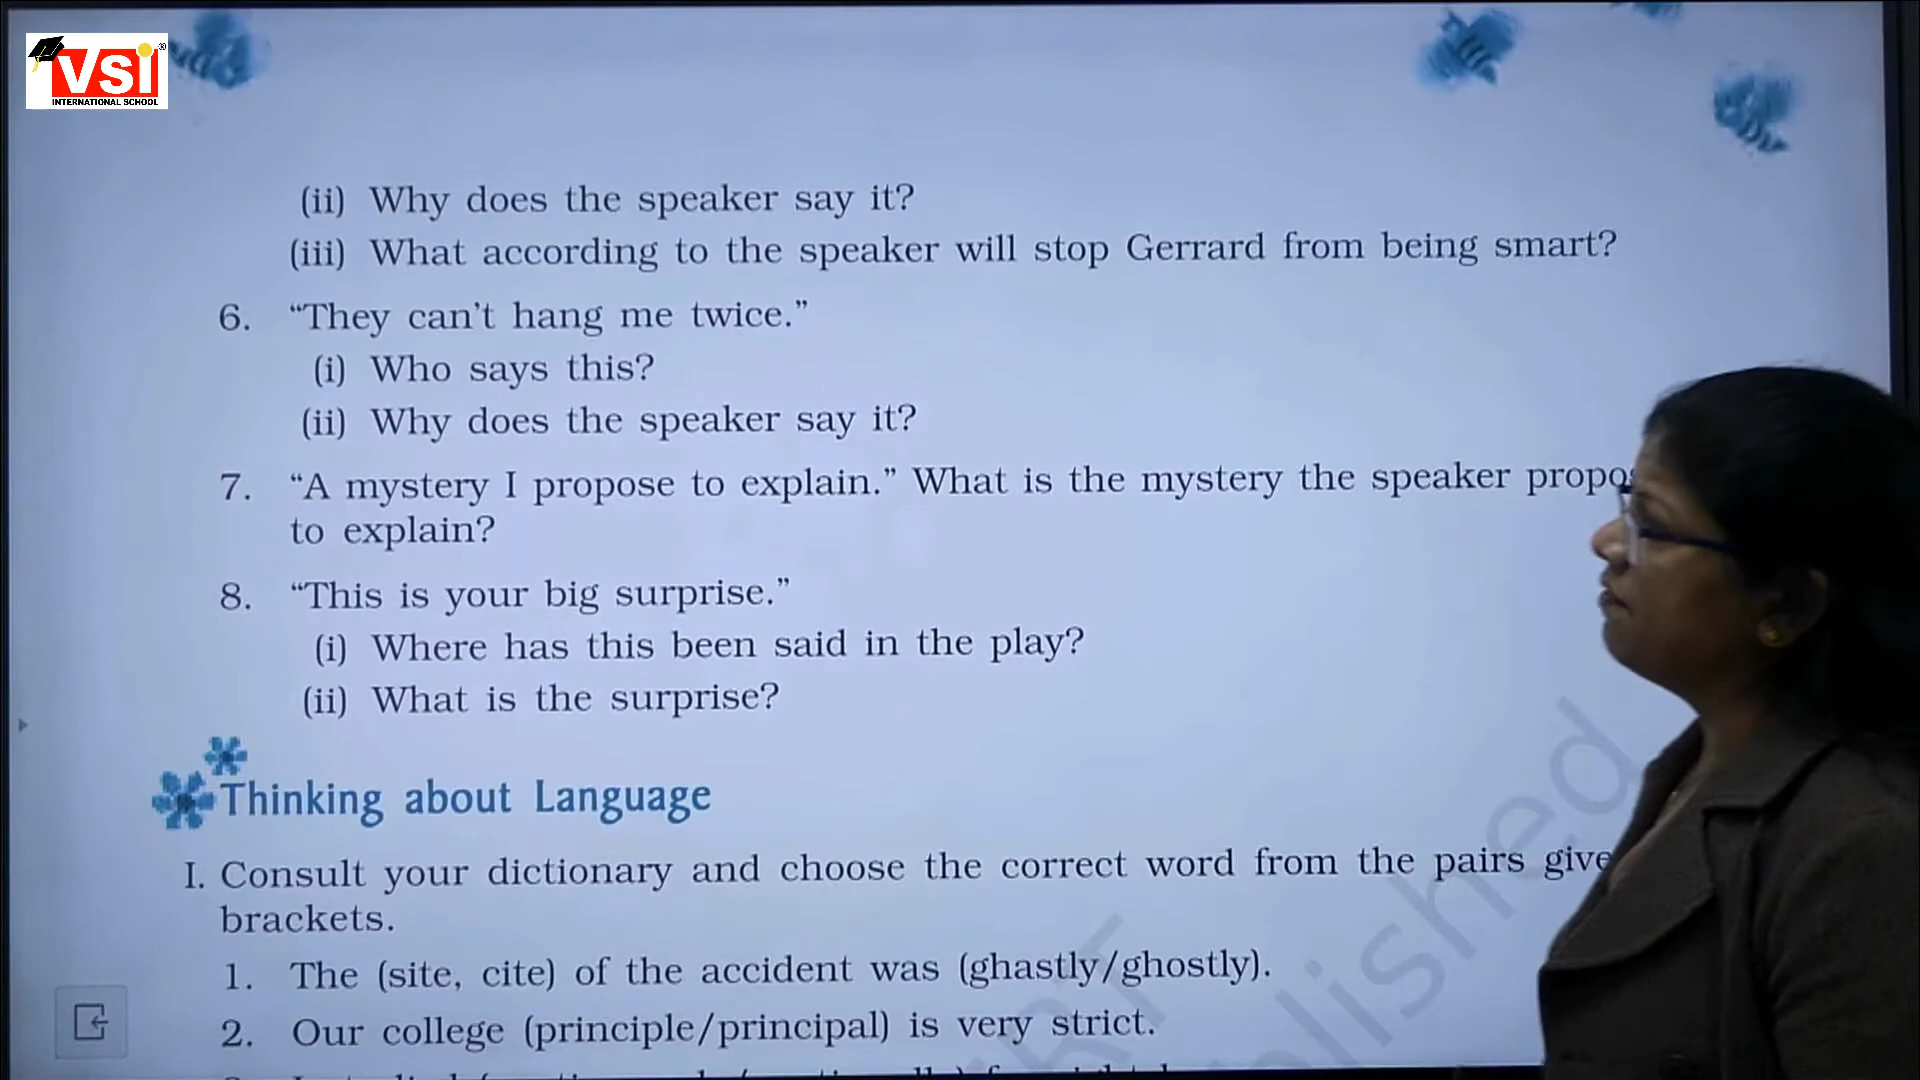 VSI
INTERNATIONAL SCHOOL
(ii) Why does the speaker say it?
(iii) What according to the speaker will stop Gerrard from being smart?
6. “They can’t hang me twice.”
(i) Who says this?
(ii) Why does the speaker say it?
7. “A mystery I propose to explain.” What is the mystery the speaker
to explain?
8. “This is your big surprise.”
(i) Where has this been said in the play?
(ii) What is the surprise?
Thinking about Language
I. Consult your dictionary and choose the correct word from the pairs
brackets.
1. The (site, cite) of the accident was (ghastly/ghostly).
2. Our college (principle/principal) is very strict.